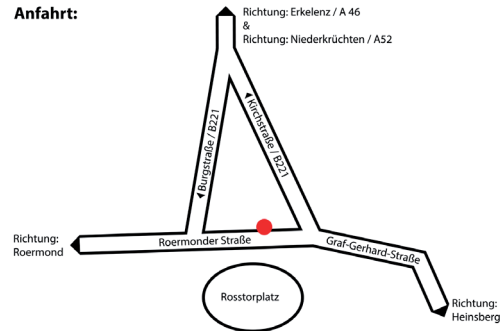 Anfahrt:
Richtung: Erkelenz / A 46
&
Richtung: Niederkrüchten / A52
Kirchstraße / B221
Burgstraße / B221
Richtung:
Roermond
Roermonder Straße
Graf-Gerhard-Straße
Rosstorplatz
Richtung:
Heinsberg